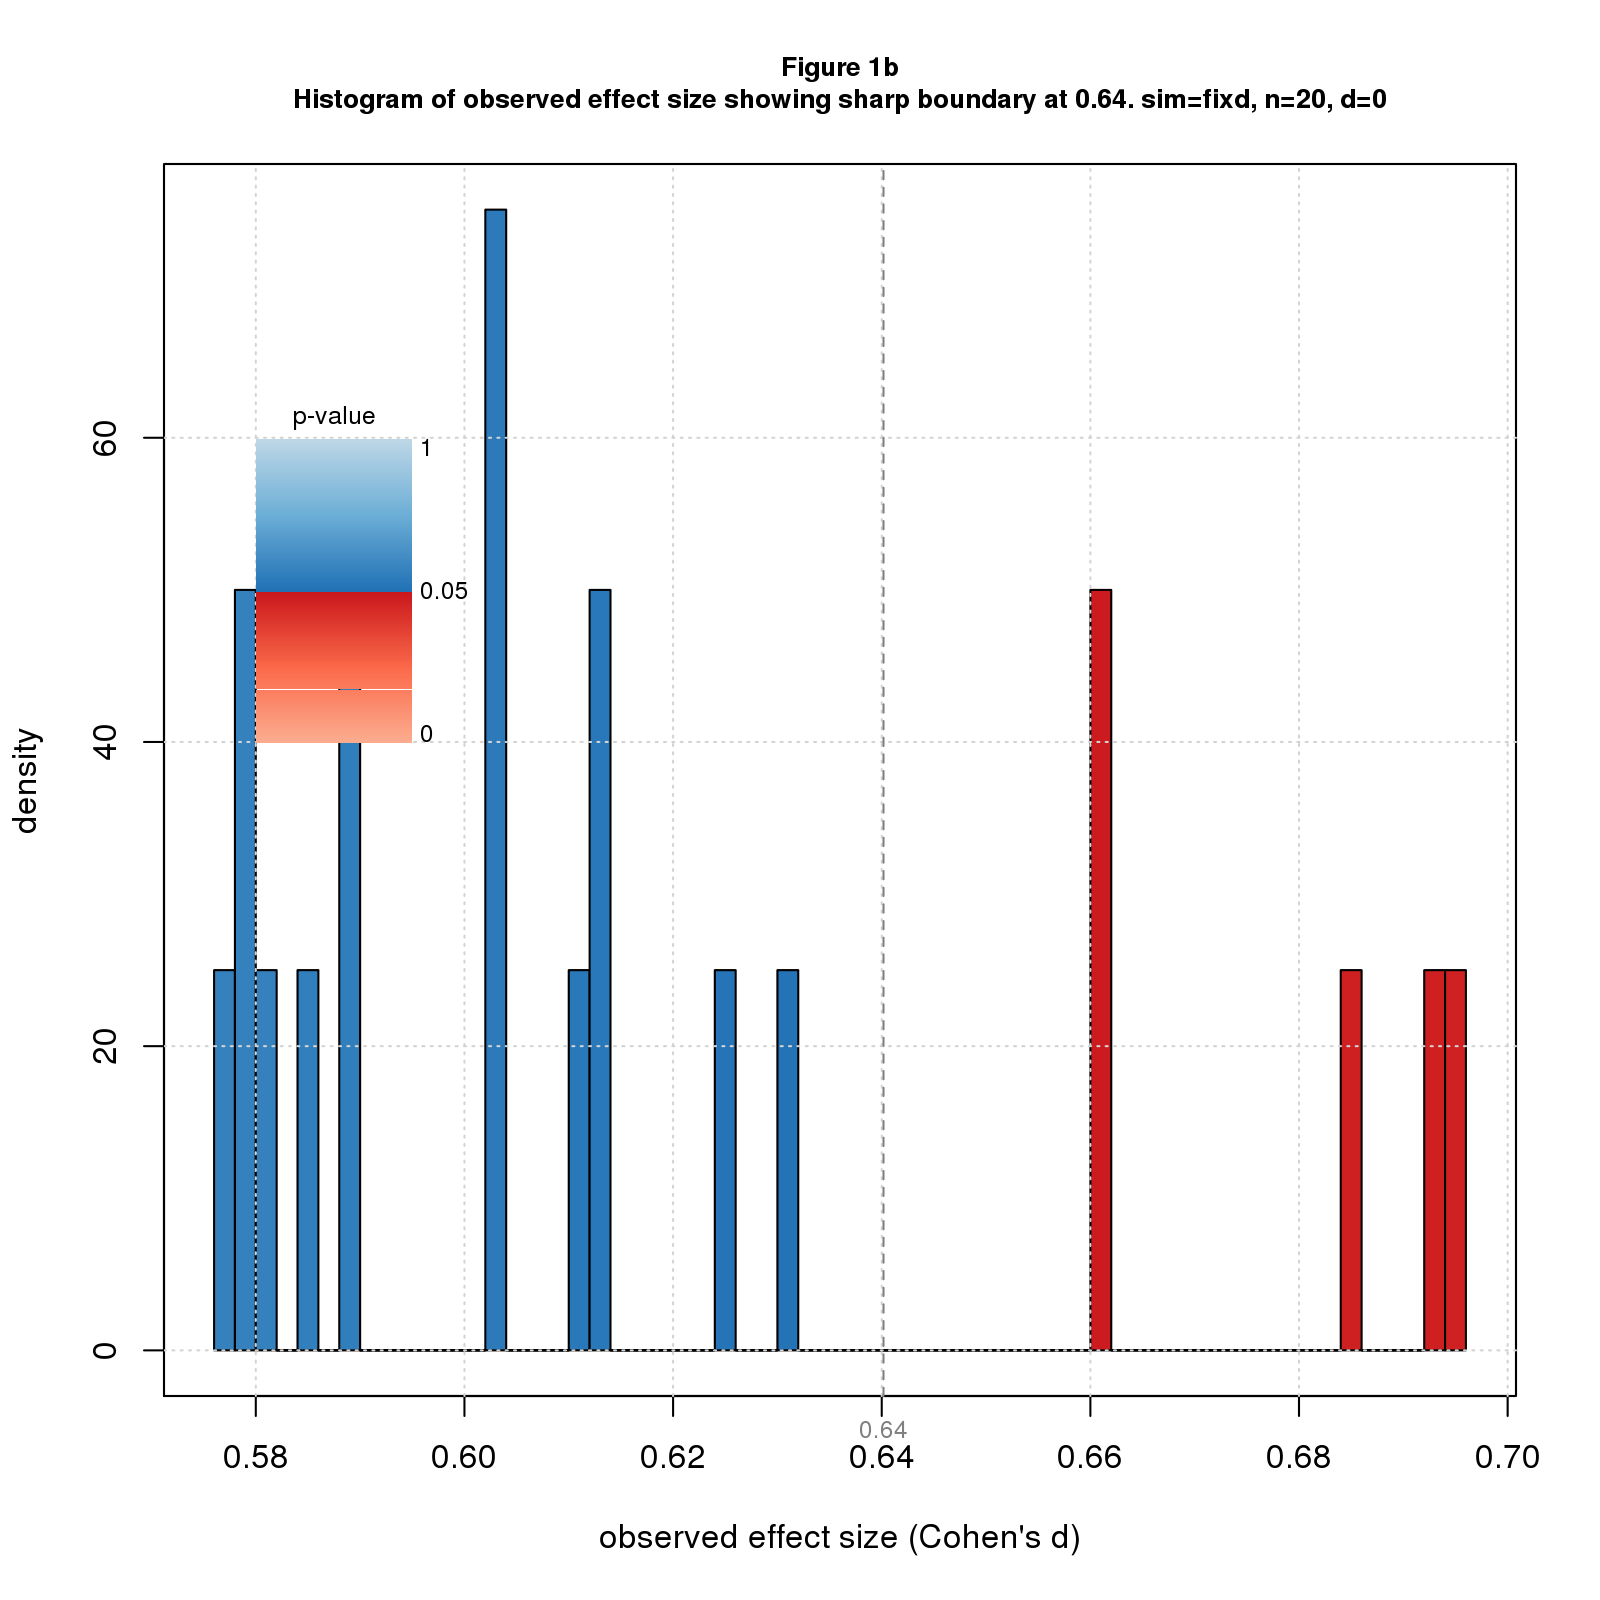 Figure 1b
Histogram of observed effect size showing sharp boundary at 0.64. sim=fixd, n=20, d=0
p-value
1
0.05
0
density
60
40
20
0
0.64
0.58 0.60 0.62 0.64 0.66 0.68 0.70
observed effect size (Cohen's d)